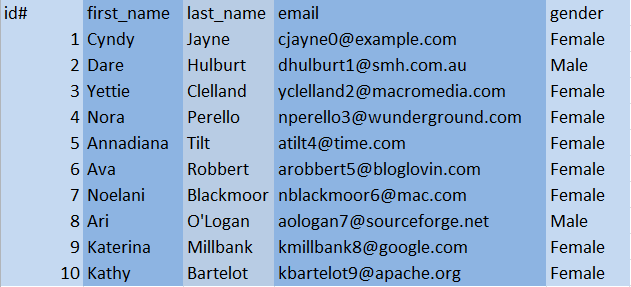 id# first_name last_name email gender
1 Cyndy Jayne cjayne0@example.com Female
2 Dare Hulburt dhulburt1@smh.com.au Male
3 Yettie Clelland yclelland2@macromedia.com Female
4 Nora Perello nperello3@wunderground.com Female
5 Annadiana Tilt atilt4@time.com Female
6 Ava Robbert arobbert5@bloglovin.com Female
7 Noelani Blackmoor nblackmoor6@mac.com Female
8 Ari O'Logan aologan7@sourceforge.net Male
9 Katerina Millbank kmillbank8@google.com Female
10 Kathy Bartelot kbartelot9@apache.org Female